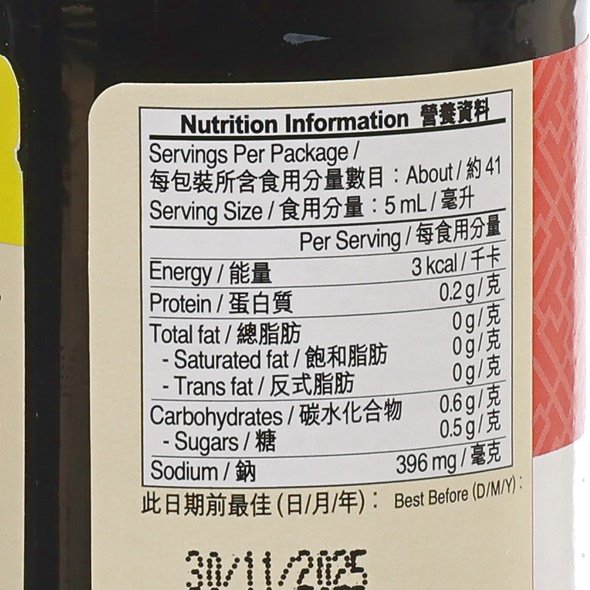 Nutrition Information 營養資料
Servings Per Package /
每包裝所含食用分量數目：About / 約 41
Serving Size / 食用分量：5 mL / 毫升
Per Serving / 每食用分量
Energy / 能量 3 kcal / 千卡
Protein / 蛋白質 0.2 g / 克
Total fat / 總脂肪 0 g / 克
- Saturated fat / 飽和脂肪 0 g / 克
- Trans fat / 反式脂肪 0 g / 克
Carbohydrates / 碳水化合物 0.6 g / 克
- Sugars / 糖 0.5 g / 克
Sodium / 鈉 396 mg / 毫克
此日期前最佳 (日/月/年)： Best Before (D/M/Y):
30/11/2025